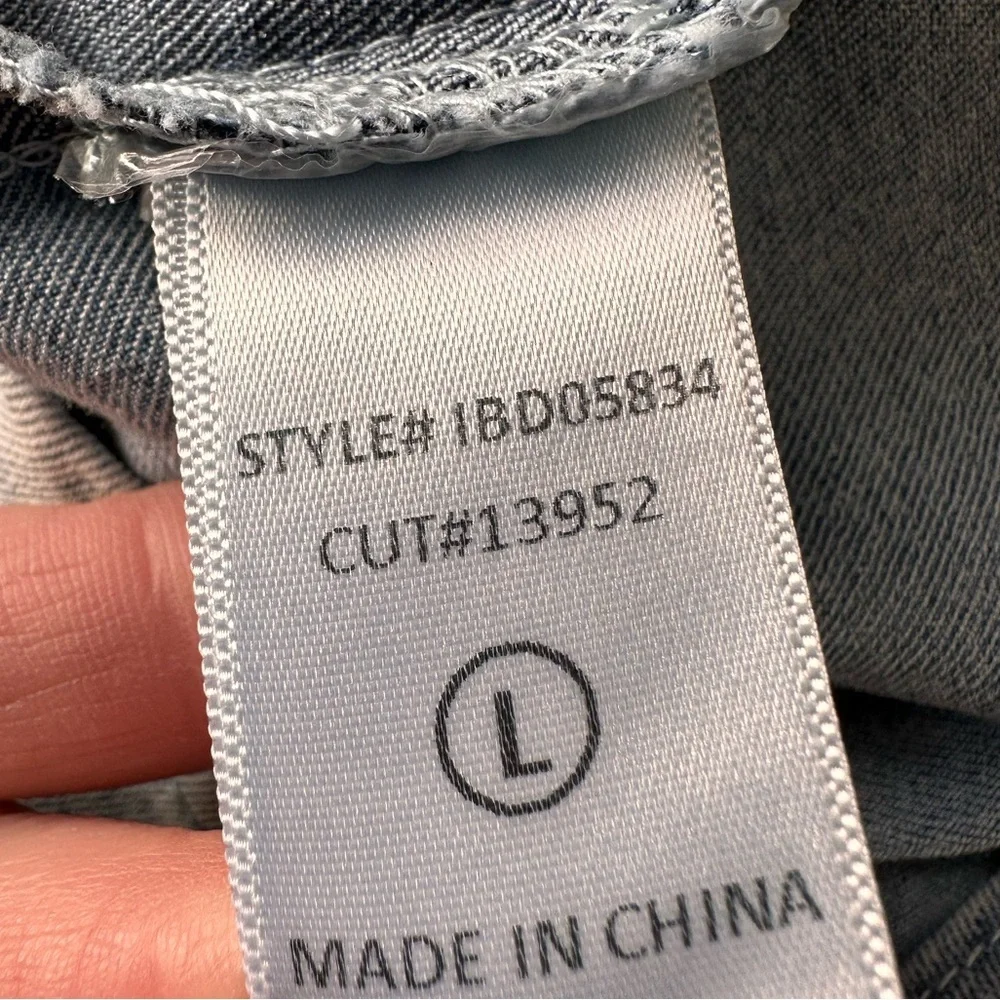 STYLE# IBD05834
CUT#13952
L
MADE IN CHINA